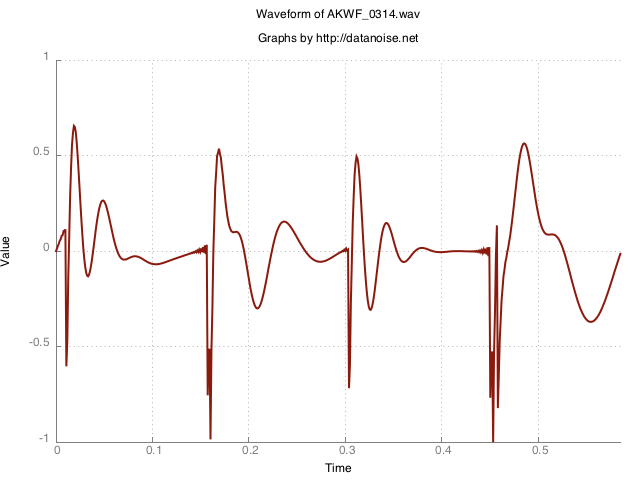 Waveform of AKWF_0314.wav
Graphs by http://datanoise.net
1
0.5
0
-0.5
-1
Value
0 0.1 0.2 0.3 0.4 0.5
Time